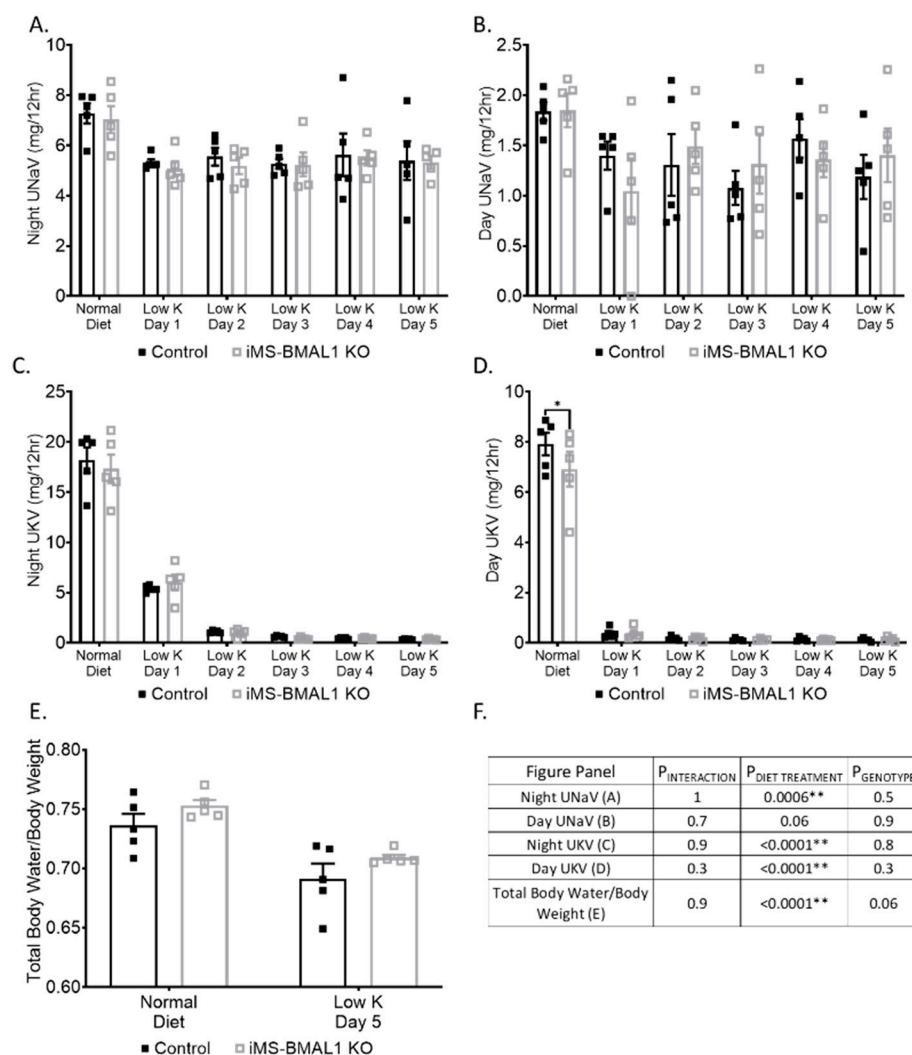 A.
Night UNaV (mg/12hr)
10
8
6
4
2
0
Normal Diet
Low K Day 1
Low K Day 2
Low K Day 3
Low K Day 4
Low K Day 5
Control iMS-BMAL1 KO
B.
Day UNaV (mg/12hr)
2.5
2.0
1.5
1.0
0.5
0.0
Normal Diet
Low K Day 1
Low K Day 2
Low K Day 3
Low K Day 4
Low K Day 5
Control iMS-BMAL1 KO
C.
Night UKV (mg/12hr)
25
20
15
10
5
0
Normal Diet
Low K Day 1
Low K Day 2
Low K Day 3
Low K Day 4
Low K Day 5
Control iMS-BMAL1 KO
D.
Day UKV (mg/12hr)
10
8
6
4
2
0
*
Normal Diet
Low K Day 1
Low K Day 2
Low K Day 3
Low K Day 4
Low K Day 5
Control iMS-BMAL1 KO
E.
Total Body Water/Body Weight
0.80
0.75
0.70
0.65
0.60
Normal Diet
Low K Day 5
Control iMS-BMAL1 KO
F.
Figure Panel PINTERACTION PDIET TREATMENT PGENOTYPE
Night UNaV (A) 1 0.0006** 0.5
Day UNaV (B) 0.7 0.06 0.9
Night UKV (C) 0.9 <0.0001** 0.8
Day UKV (D) 0.3 <0.0001** 0.3
Total Body Water/Body Weight (E) 0.9 <0.0001** 0.06